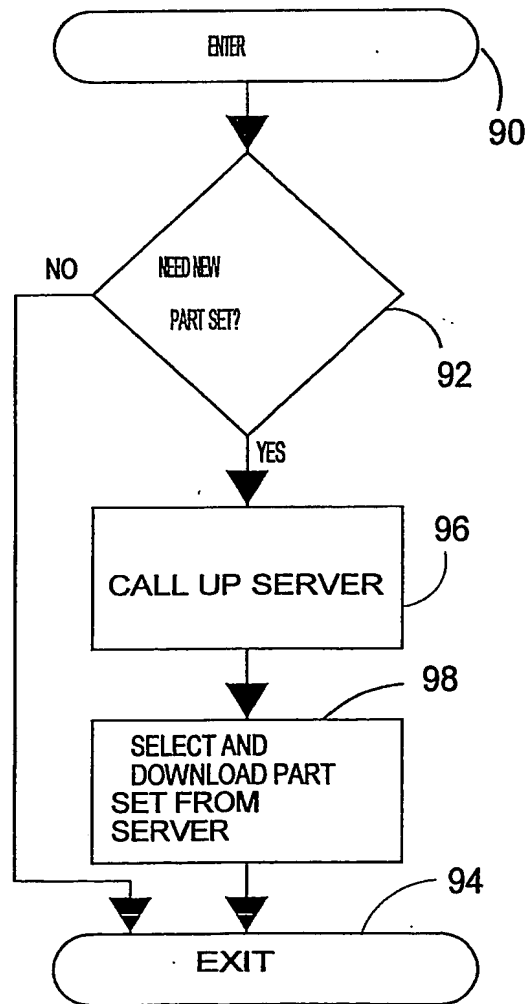 ENTER
90
NO
NEED NEW
PART SET?
92
YES
96
CALL UP SERVER
98
SELECT AND
DOWNLOAD PART
SET FROM
SERVER
94
EXIT